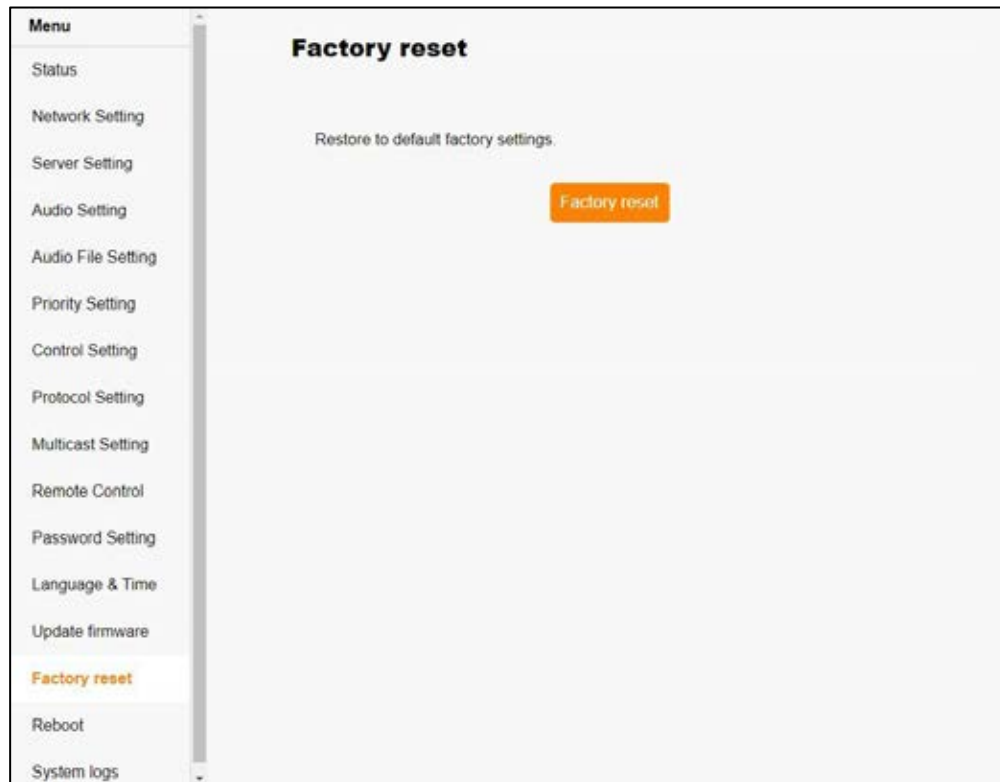 Menu
Status
Network Setting
Server Setting
Audio Setting
Audio File Setting
Priority Setting
Control Setting
Protocol Setting
Multicast Setting
Remote Control
Password Setting
Language & Time
Update firmware
Factory reset
Reboot
System logs
Factory reset
Restore to default factory settings.
Factory reset